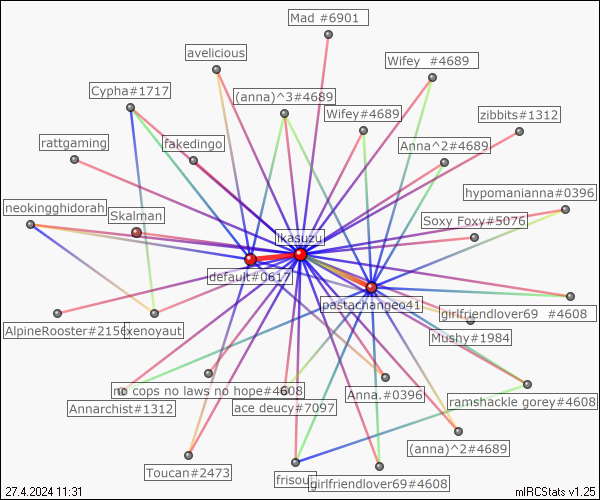 Mad #6901
avelicious
Wifey  #4689
Cypha#1717
(anna)^3#4689
Wifey#4689
zibbits#1312
rattgaming
fakedingo
Anna^2#4689
hypomanianna#0396
neokingghidorah
Skalman
Soxy Foxy#5076
ikasuzu
default#0617
pastachangeo41
girlfriendlover69  #4608
AlpineRooster#2156
xenoyaut
Mushy#1984
no cops no laws no hope#4608
Anna.#0396
ramshackle gorey#4608
Annarchist#1312
ace deucy#7097
(anna)^2#4689
Toucan#2473
frisou
girlfriendlover69#4608
27.4.2024 11:31
mIRCStats v1.25